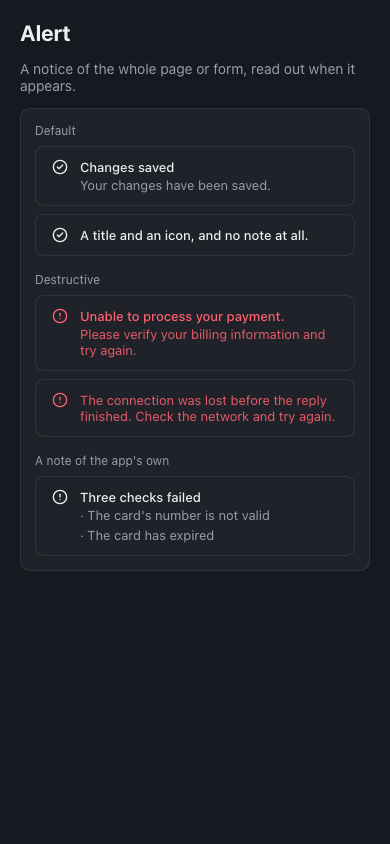 Alert
A notice of the whole page or form, read out when it
appears.
Default
Changes saved
Your changes have been saved.
A title and an icon, and no note at all.
Destructive
Unable to process your payment.
Please verify your billing information and
try again.
The connection was lost before the reply
finished. Check the network and try again.
A note of the app's own
Three checks failed
· The card's number is not valid
· The card has expired